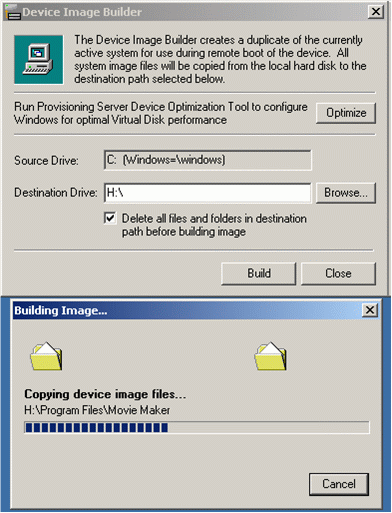 Device Image Builder
The Device Image Builder creates a duplicate of the currently
active system for use during remote boot of the device. All
system image files will be copied from the local hard disk to the
destination path selected below.
Run Provisioning Server Device Optimization Tool to configure
Windows for optimal Virtual Disk performance
Optimize
Source Drive:
C: (Windows=\windows)
Destination Drive:
H:\
Browse...
Delete all files and folders in destination
path before building image
Build
Close
Building Image...
Copying device image files...
H:\Program Files\Movie Maker
Cancel